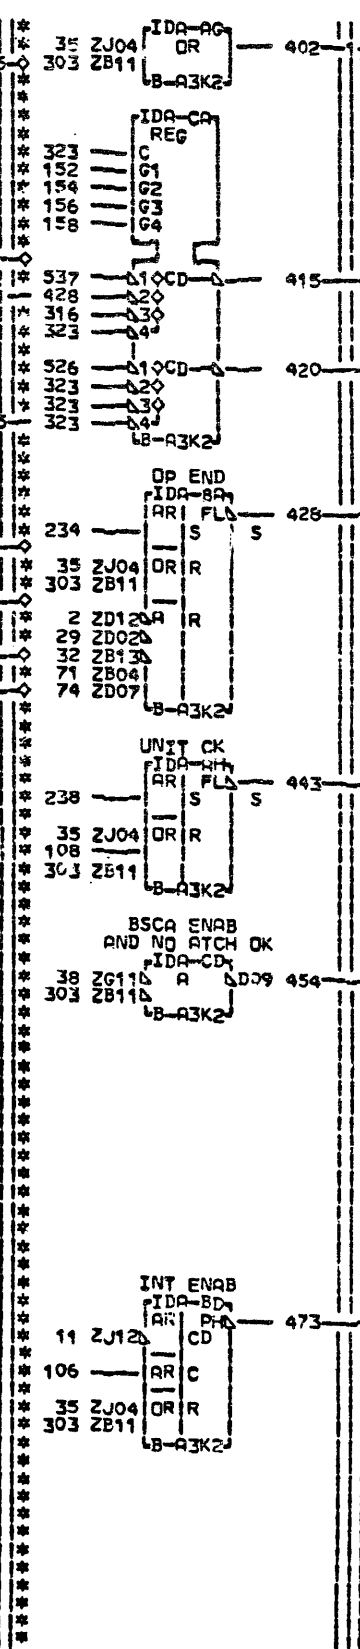 IDA-AG
35 ZJ04 OR 402
303 ZB11
B-A3K2
IDA-CA
REG
323 C
152 G1
154 G2
156 G3
158 G4
537 1 CD 415
428 2
316 3
323 4
526 1 CD 420
323 2
323 3
323 4
B-A3K2
OP END
IDA-BA
AR FL 428
234 S S
35 ZJ04 OR R
303 ZB11
2 ZD12 A R
29 ZD02
32 ZB13
71 ZB04
74 ZD07
B-A3K2
UNIT CK
IDA-AH
AR FL 443
238 S S
35 ZJ04 OR R
108
303 ZB11
B-A3K2
BSCA ENAB
AND NO ATCH OK
IDA-CD
38 ZG11 A D09 454
303 ZB11
B-A3K2
INT ENAB
IDA-BD
AR PH 473
11 ZJ12 CD
106 AR C
35 ZJ04 OR R
303 ZB11
B-A3K2